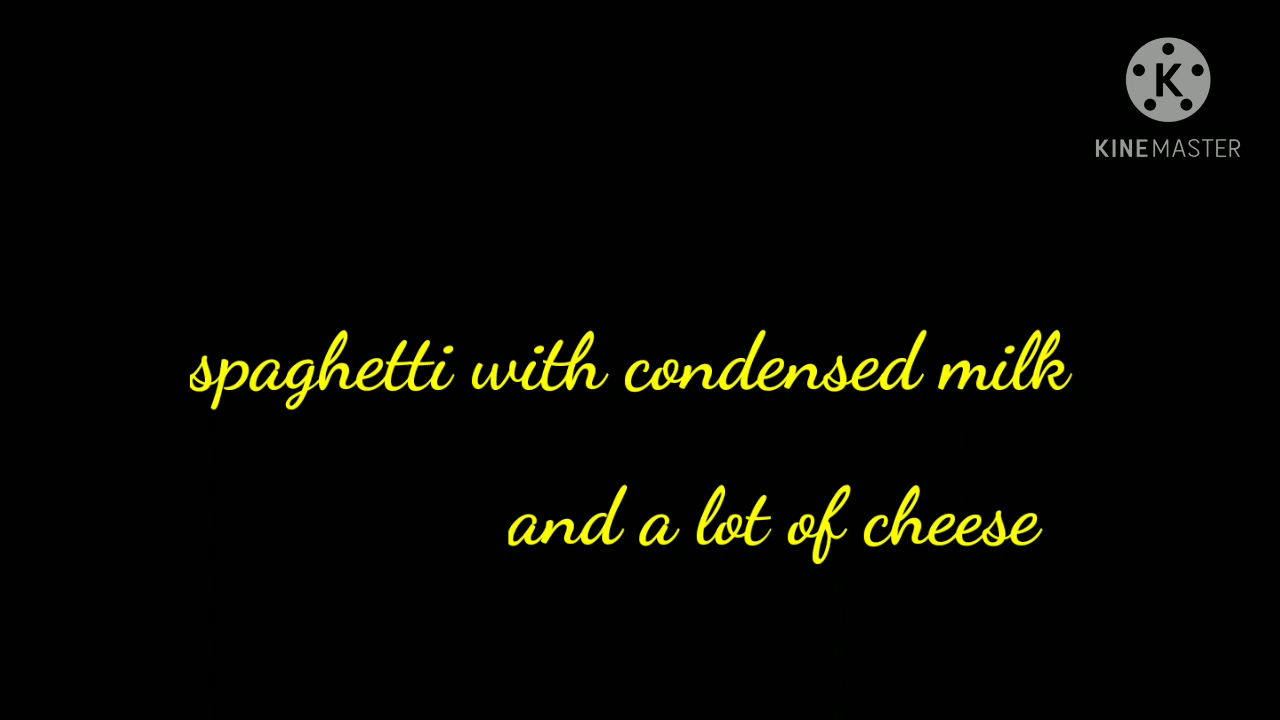 K
KINEMASTER
spaghetti with condensed milk
and a lot of cheese